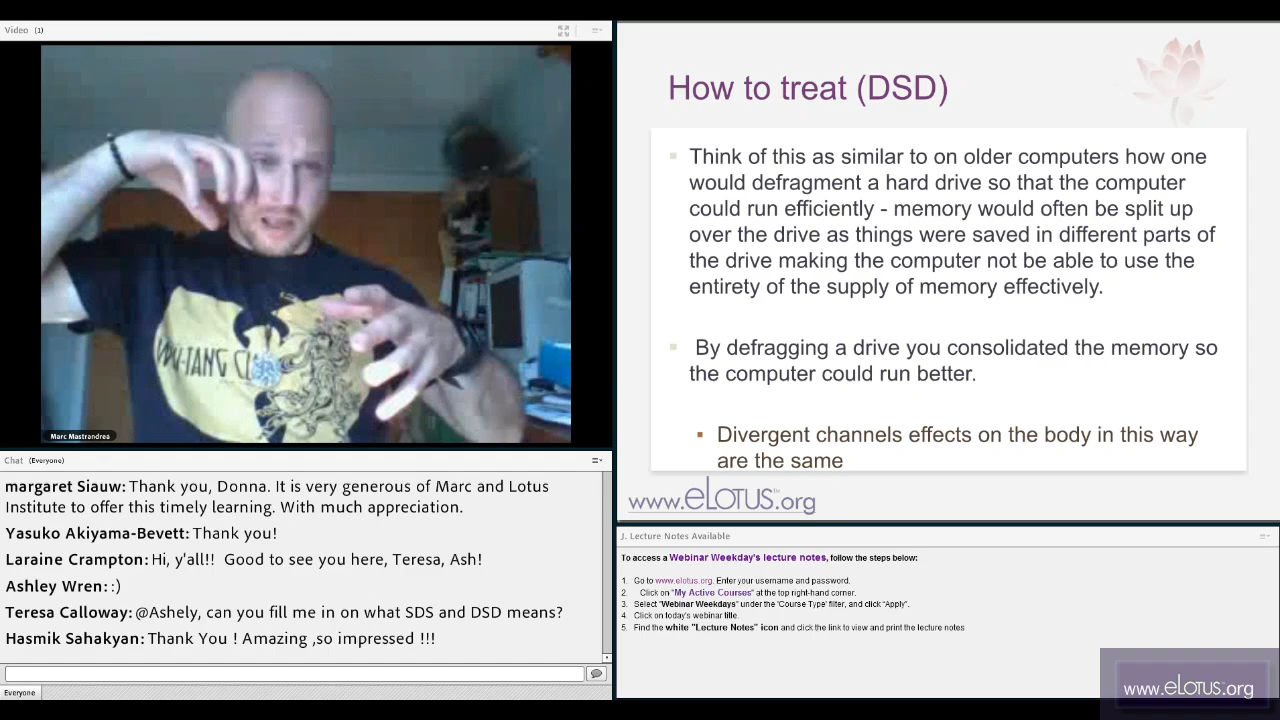 Video (1)
WU-TANG CL
Marc Mastrandrea
Chat (Everyone)
margaret Siauw: Thank you, Donna. It is very generous of Marc and Lotus
Institute to offer this timely learning. With much appreciation.
Yasuko Akiyama-Bevett: Thank you!
Laraine Crampton: Hi, y'all!! Good to see you here, Teresa, Ash!
Ashley Wren: :)
Teresa Calloway: @Ashely, can you fill me in on what SDS and DSD means?
Hasmik Sahakyan: Thank You ! Amazing ,so impressed !!!
Everyone
How to treat (DSD)
Think of this as similar to on older computers how one
would defragment a hard drive so that the computer
could run efficiently - memory would often be split up
over the drive as things were saved in different parts of
the drive making the computer not be able to use the
entirety of the supply of memory effectively.
By defragging a drive you consolidated the memory so
the computer could run better.
Divergent channels effects on the body in this way
are the same
www.eLOTUS.org
J. Lecture Notes Available
To access a Webinar Weekday's lecture notes, follow the steps below:
1. Go to www.elotus.org. Enter your username and password.
2. Click on "My Active Courses" at the top right-hand corner.
3. Select "Webinar Weekdays" under the 'Course Type' filter, and click "Apply".
4. Click on today's webinar title.
5. Find the white "Lecture Notes" icon and click the link to view and print the lecture notes
www.eLOTUS.org